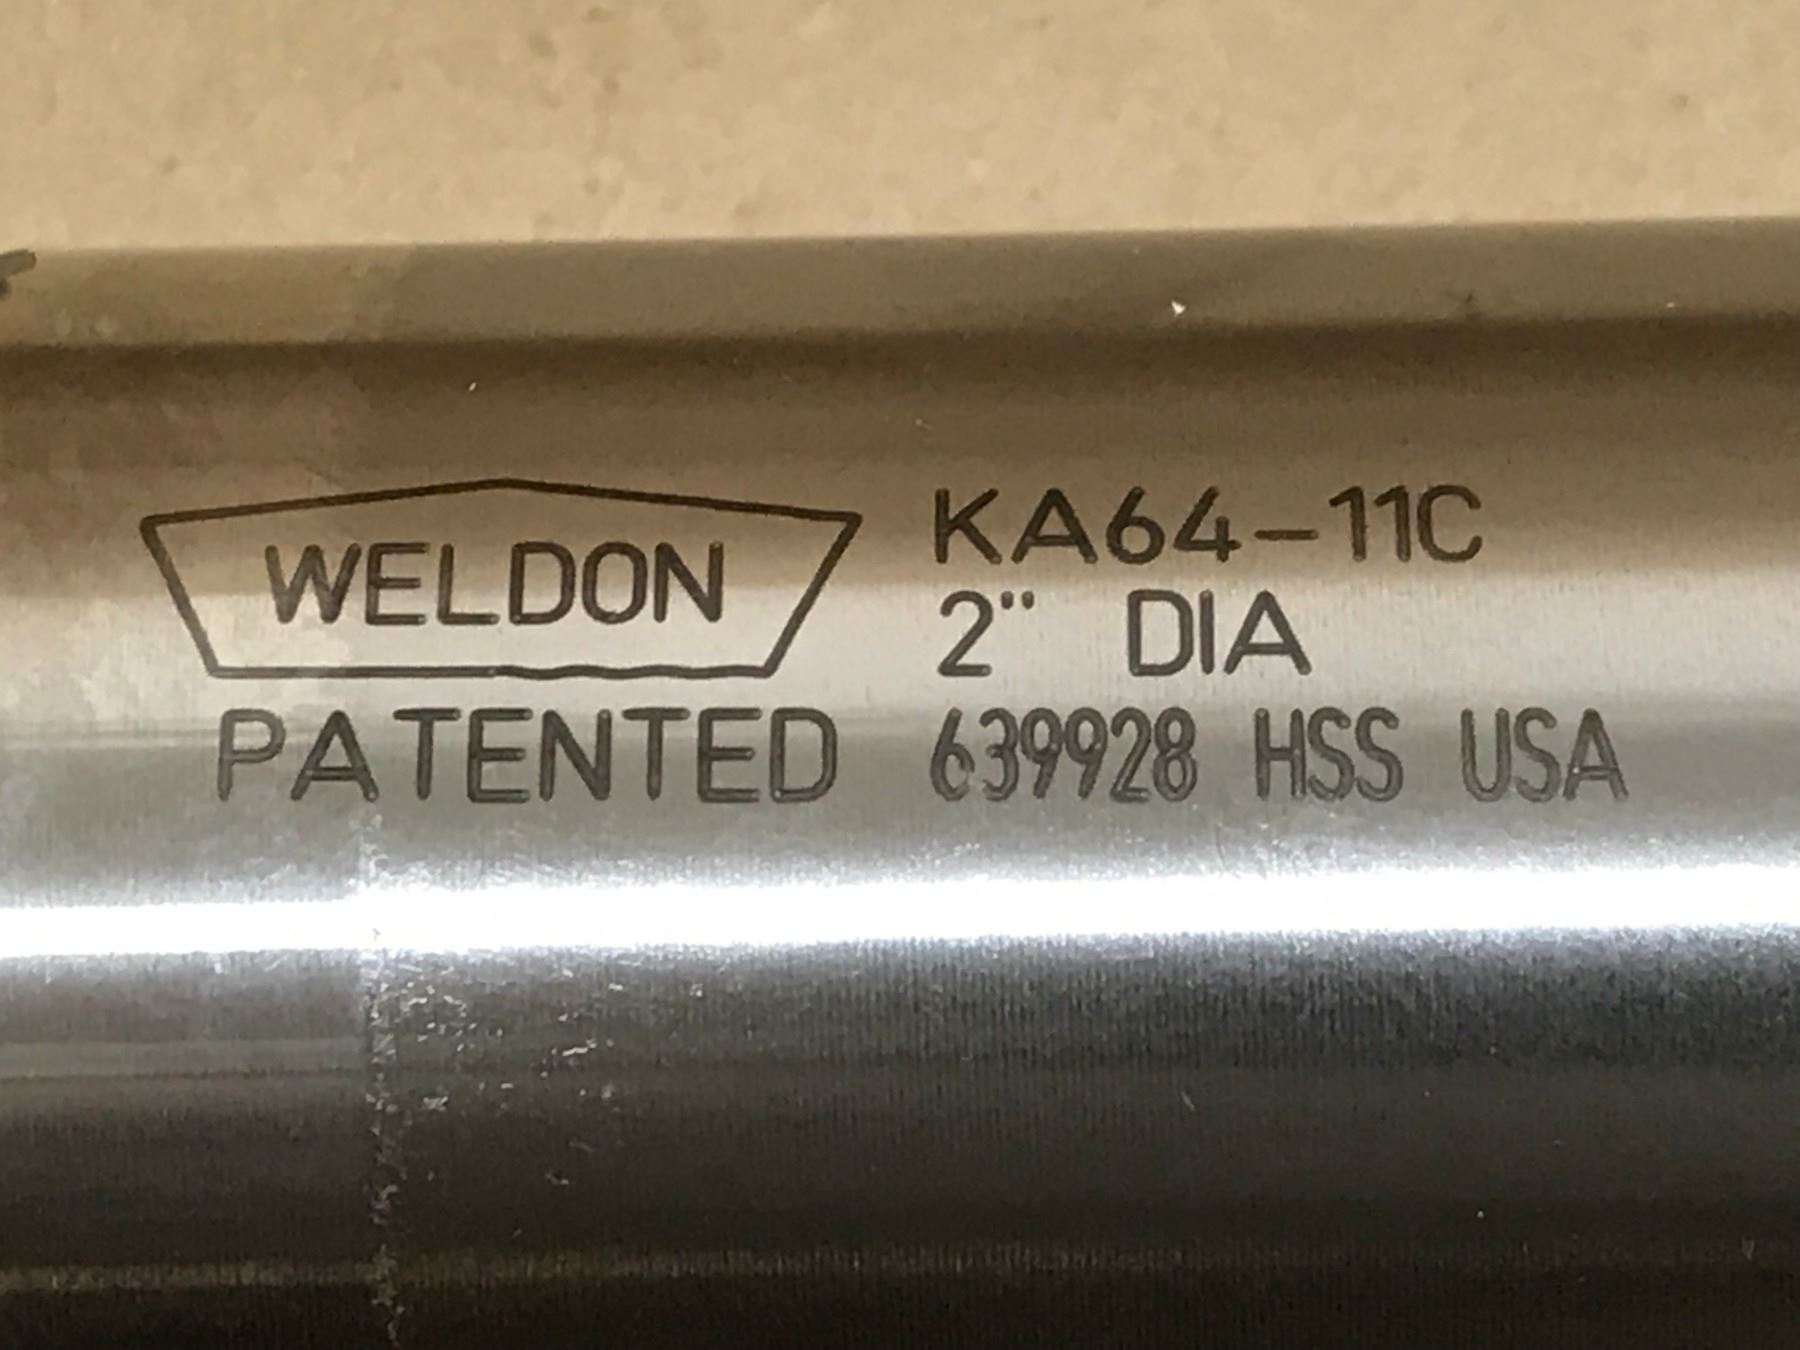 WELDON
PATENTED
KA64-11C
2" DIA
639928 HSS USA